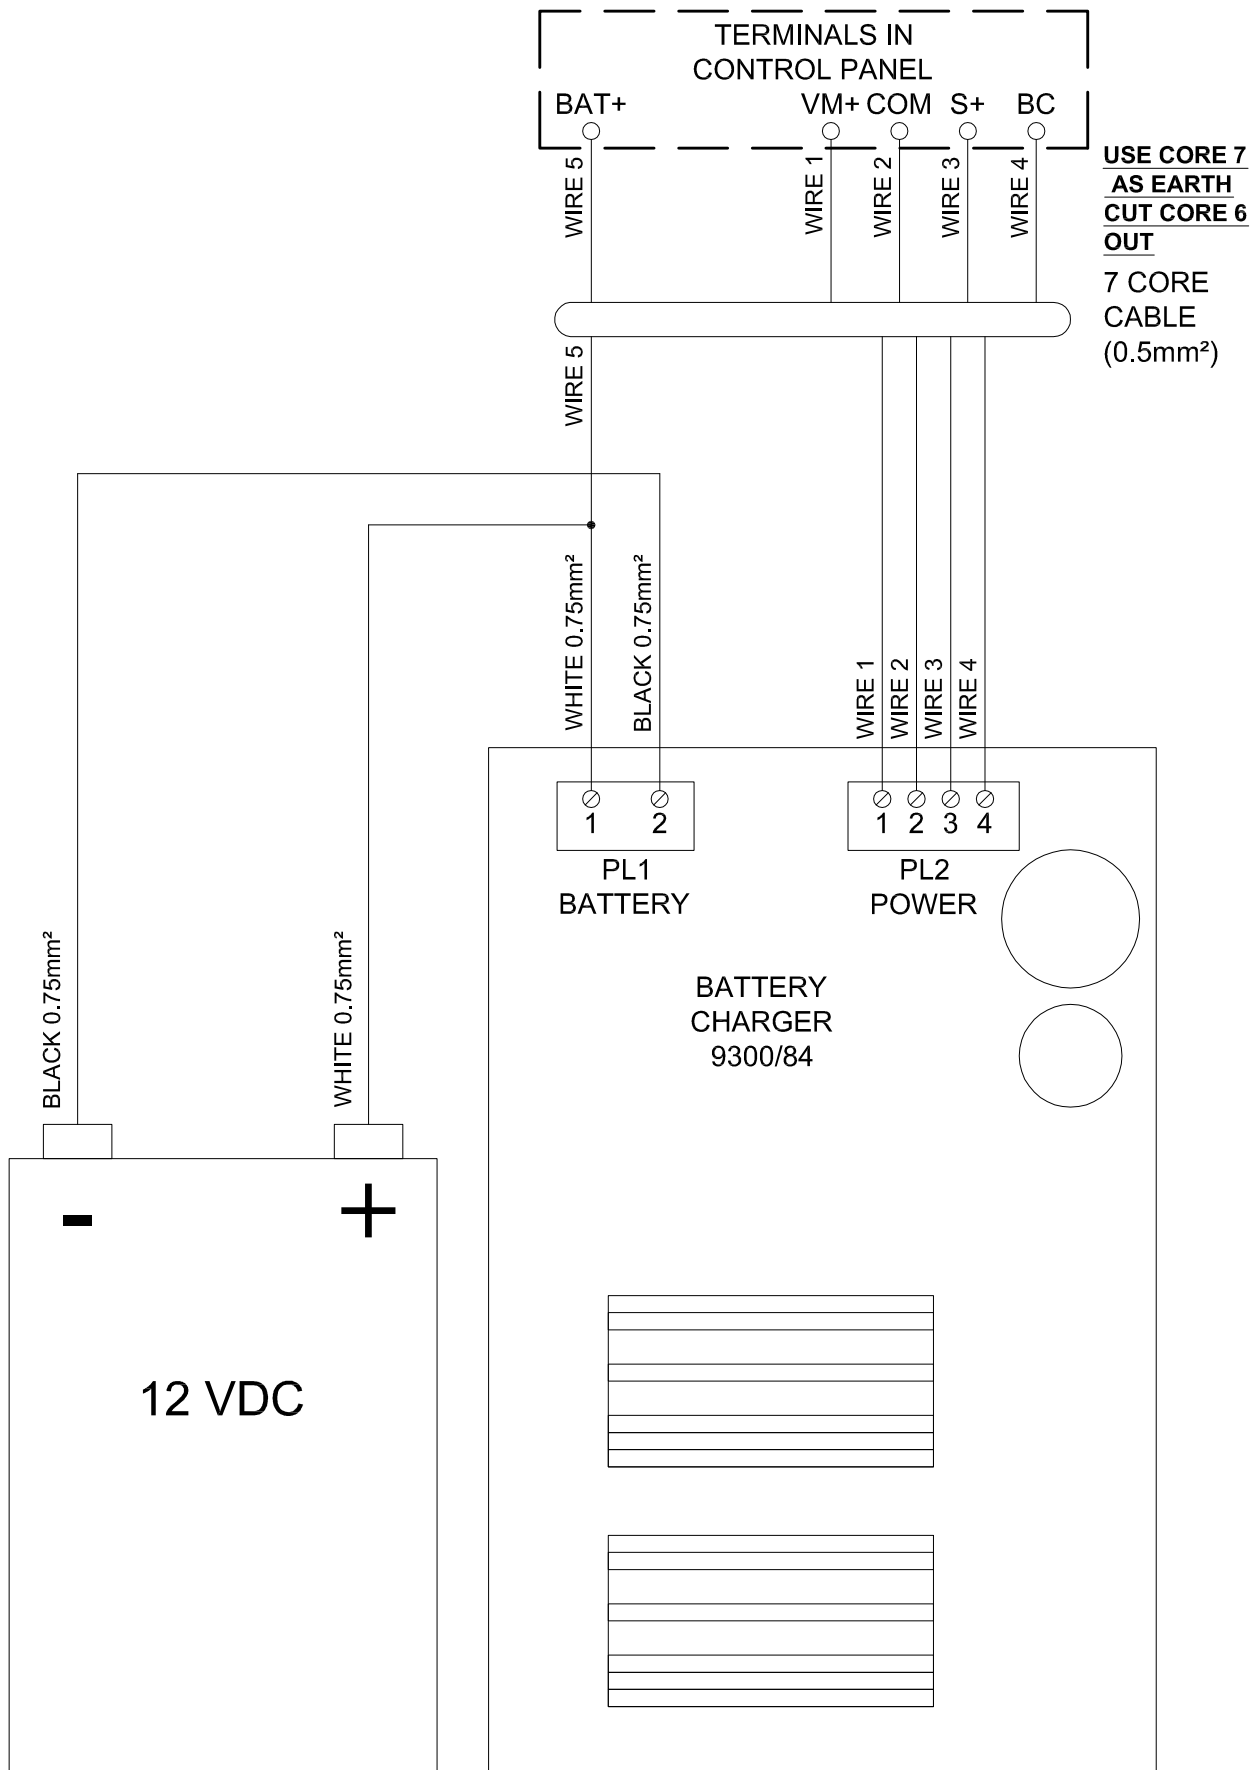 TERMINALS IN
CONTROL PANEL
BAT+
VM+
COM
S+
BC
WIRE 5
WIRE 1
WIRE 2
WIRE 3
WIRE 4
USE CORE 7
AS EARTH
CUT CORE 6
OUT
7 CORE
CABLE
(0.5mm²)
WIRE 5
WHITE 0.75mm²
BLACK 0.75mm²
WIRE 1
WIRE 2
WIRE 3
WIRE 4
1
2
1
2
3
4
PL1
BATTERY
PL2
POWER
BATTERY
CHARGER
9300/84
BLACK 0.75mm²
WHITE 0.75mm²
-
+
12 VDC